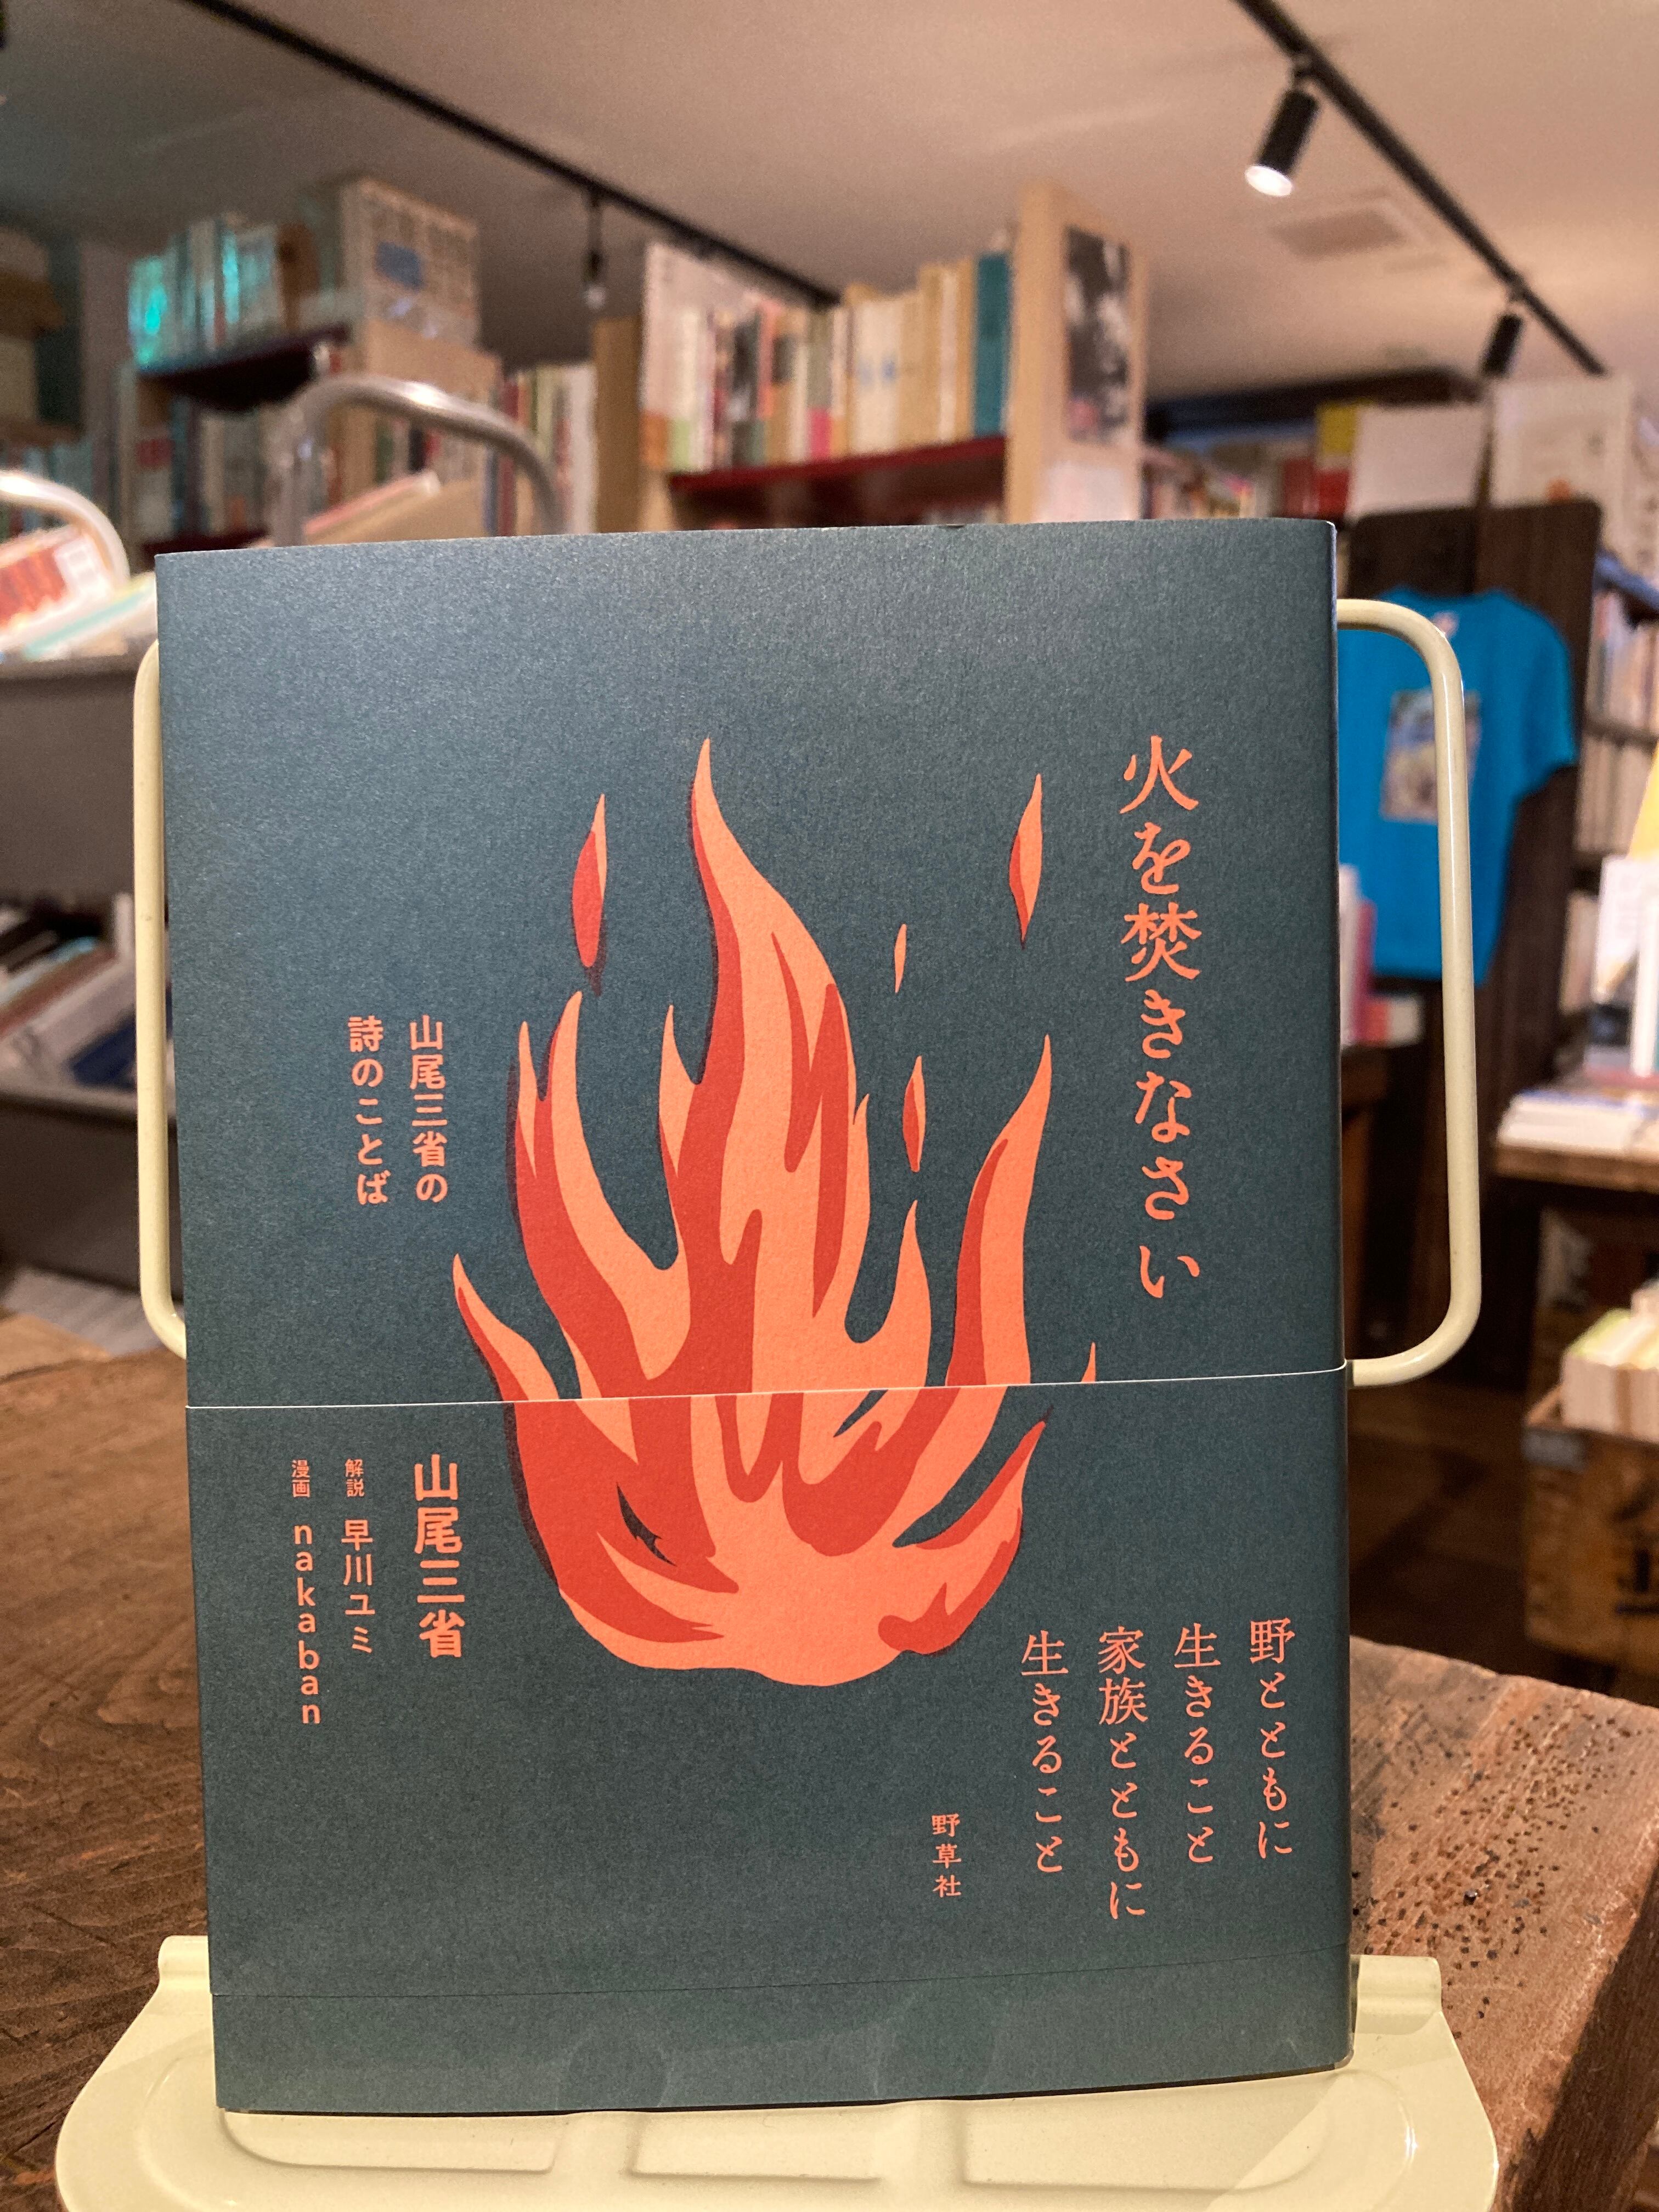 火を焚きなさい
山尾三省の
詩のことば
野とともに
生きること
家族とともに
生きること
野草社
山尾三省
解説 早川ユミ
漫画 nakaban